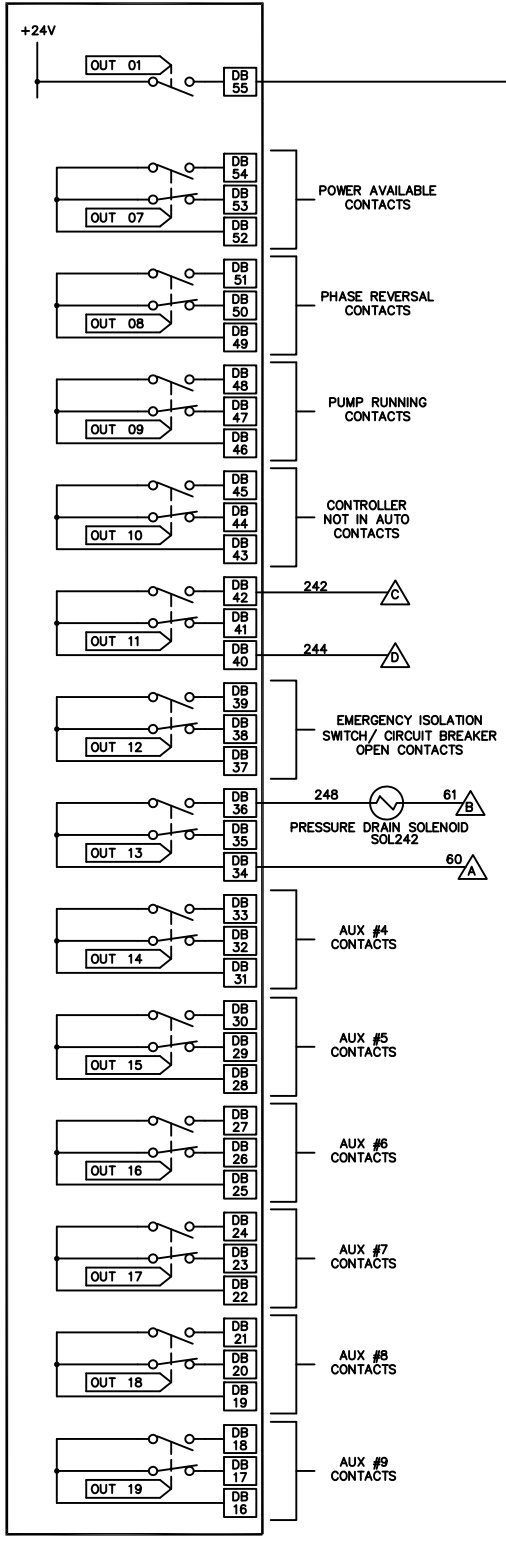 +24V
OUT 01
DB
55
DB
54
DB
53
OUT 07
DB
52
POWER AVAILABLE
CONTACTS
DB
51
DB
50
OUT 08
DB
49
PHASE REVERSAL
CONTACTS
DB
48
DB
47
OUT 09
DB
46
PUMP RUNNING
CONTACTS
DB
45
DB
44
OUT 10
DB
43
CONTROLLER
NOT IN AUTO
CONTACTS
DB
42
242
C
DB
41
OUT 11
DB
40
244
D
DB
39
DB
38
OUT 12
DB
37
EMERGENCY ISOLATION
SWITCH/ CIRCUIT BREAKER
OPEN CONTACTS
DB
36
248
61
B
PRESSURE DRAIN SOLENOID
SOL242
DB
35
OUT 13
DB
34
60
A
DB
33
DB
32
OUT 14
DB
31
AUX #4
CONTACTS
DB
30
DB
29
OUT 15
DB
28
AUX #5
CONTACTS
DB
27
DB
26
OUT 16
DB
25
AUX #6
CONTACTS
DB
24
DB
23
OUT 17
DB
22
AUX #7
CONTACTS
DB
21
DB
20
OUT 18
DB
19
AUX #8
CONTACTS
DB
18
DB
17
OUT 19
DB
16
AUX #9
CONTACTS